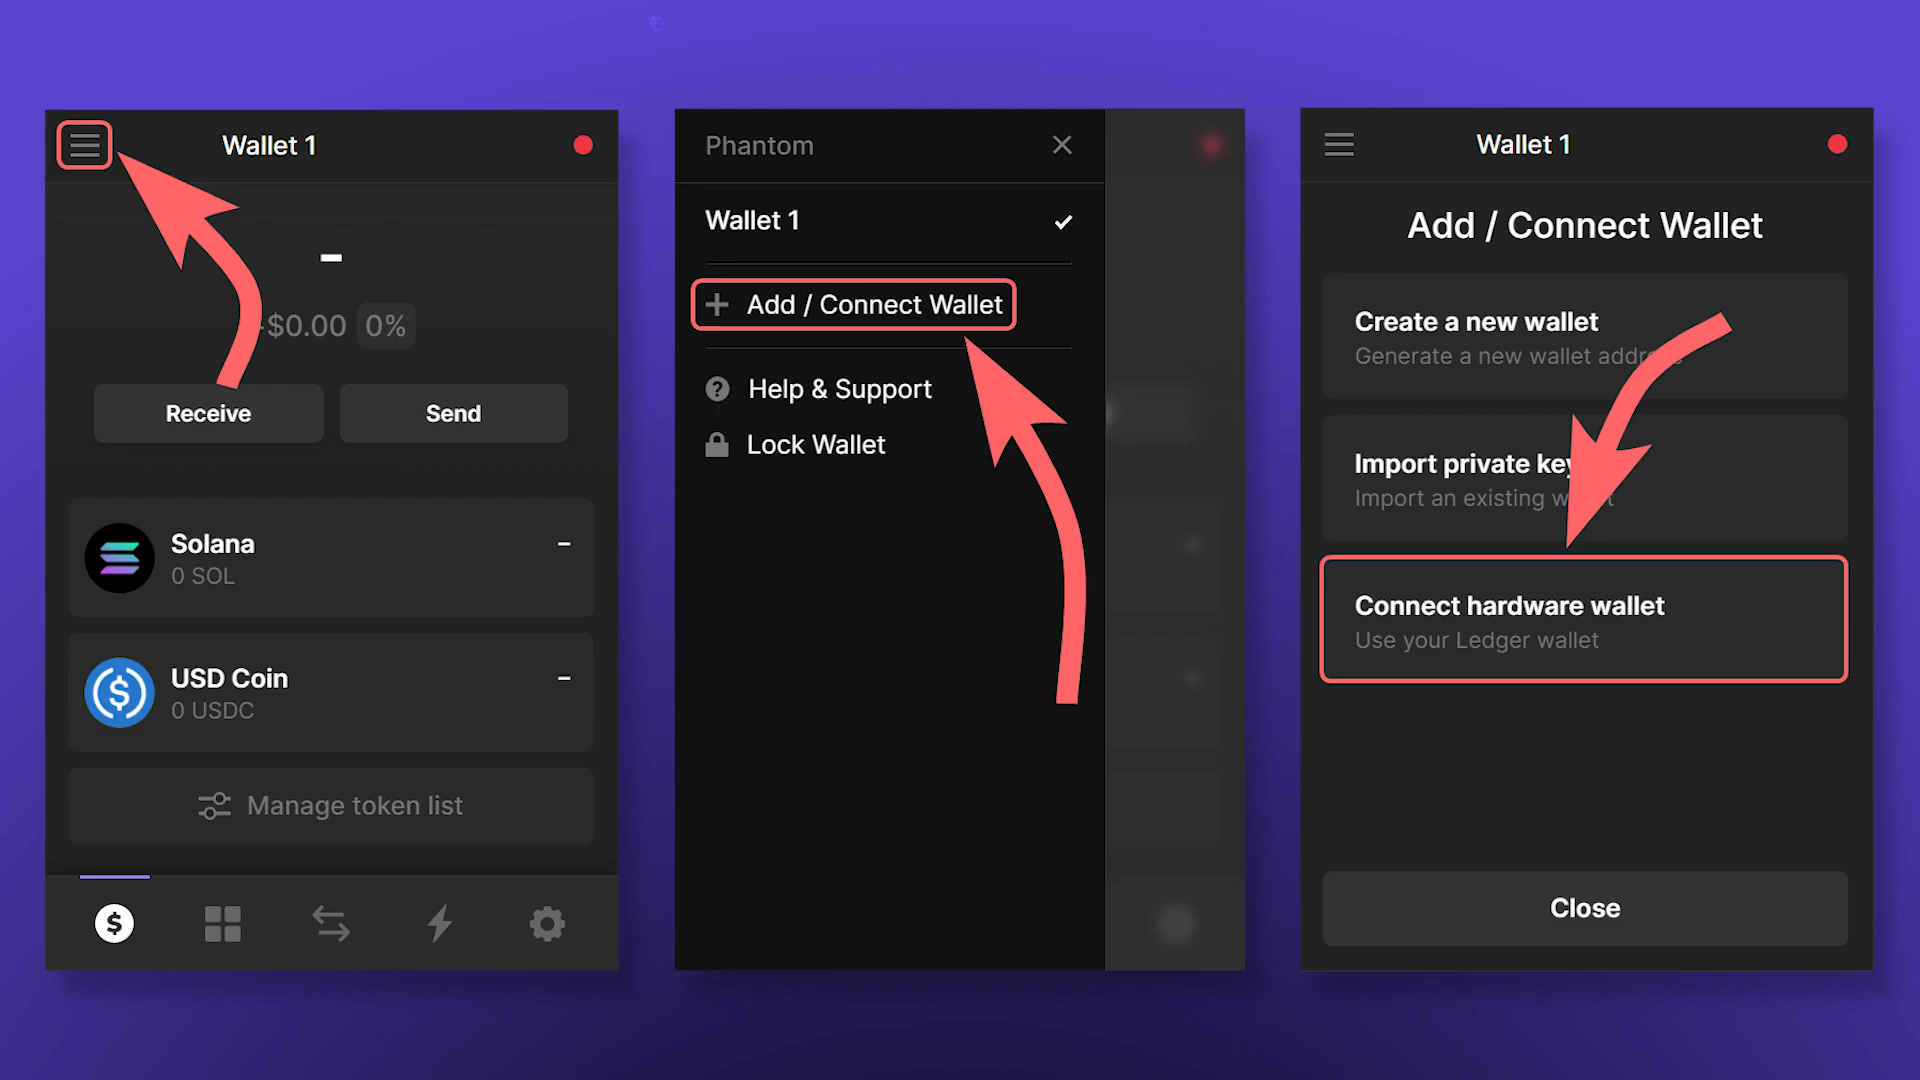 Wallet 1
-
-$0.00 0%
Receive
Send
Solana
-
0 SOL
USD Coin
-
0 USDC
Manage token list
Phantom
Wallet 1
Add / Connect Wallet
Help & Support
Lock Wallet
Wallet 1
Add / Connect Wallet
Create a new wallet
Generate a new wallet
Import private key
Import an existing
Connect hardware wallet
Use your Ledger wallet
Close